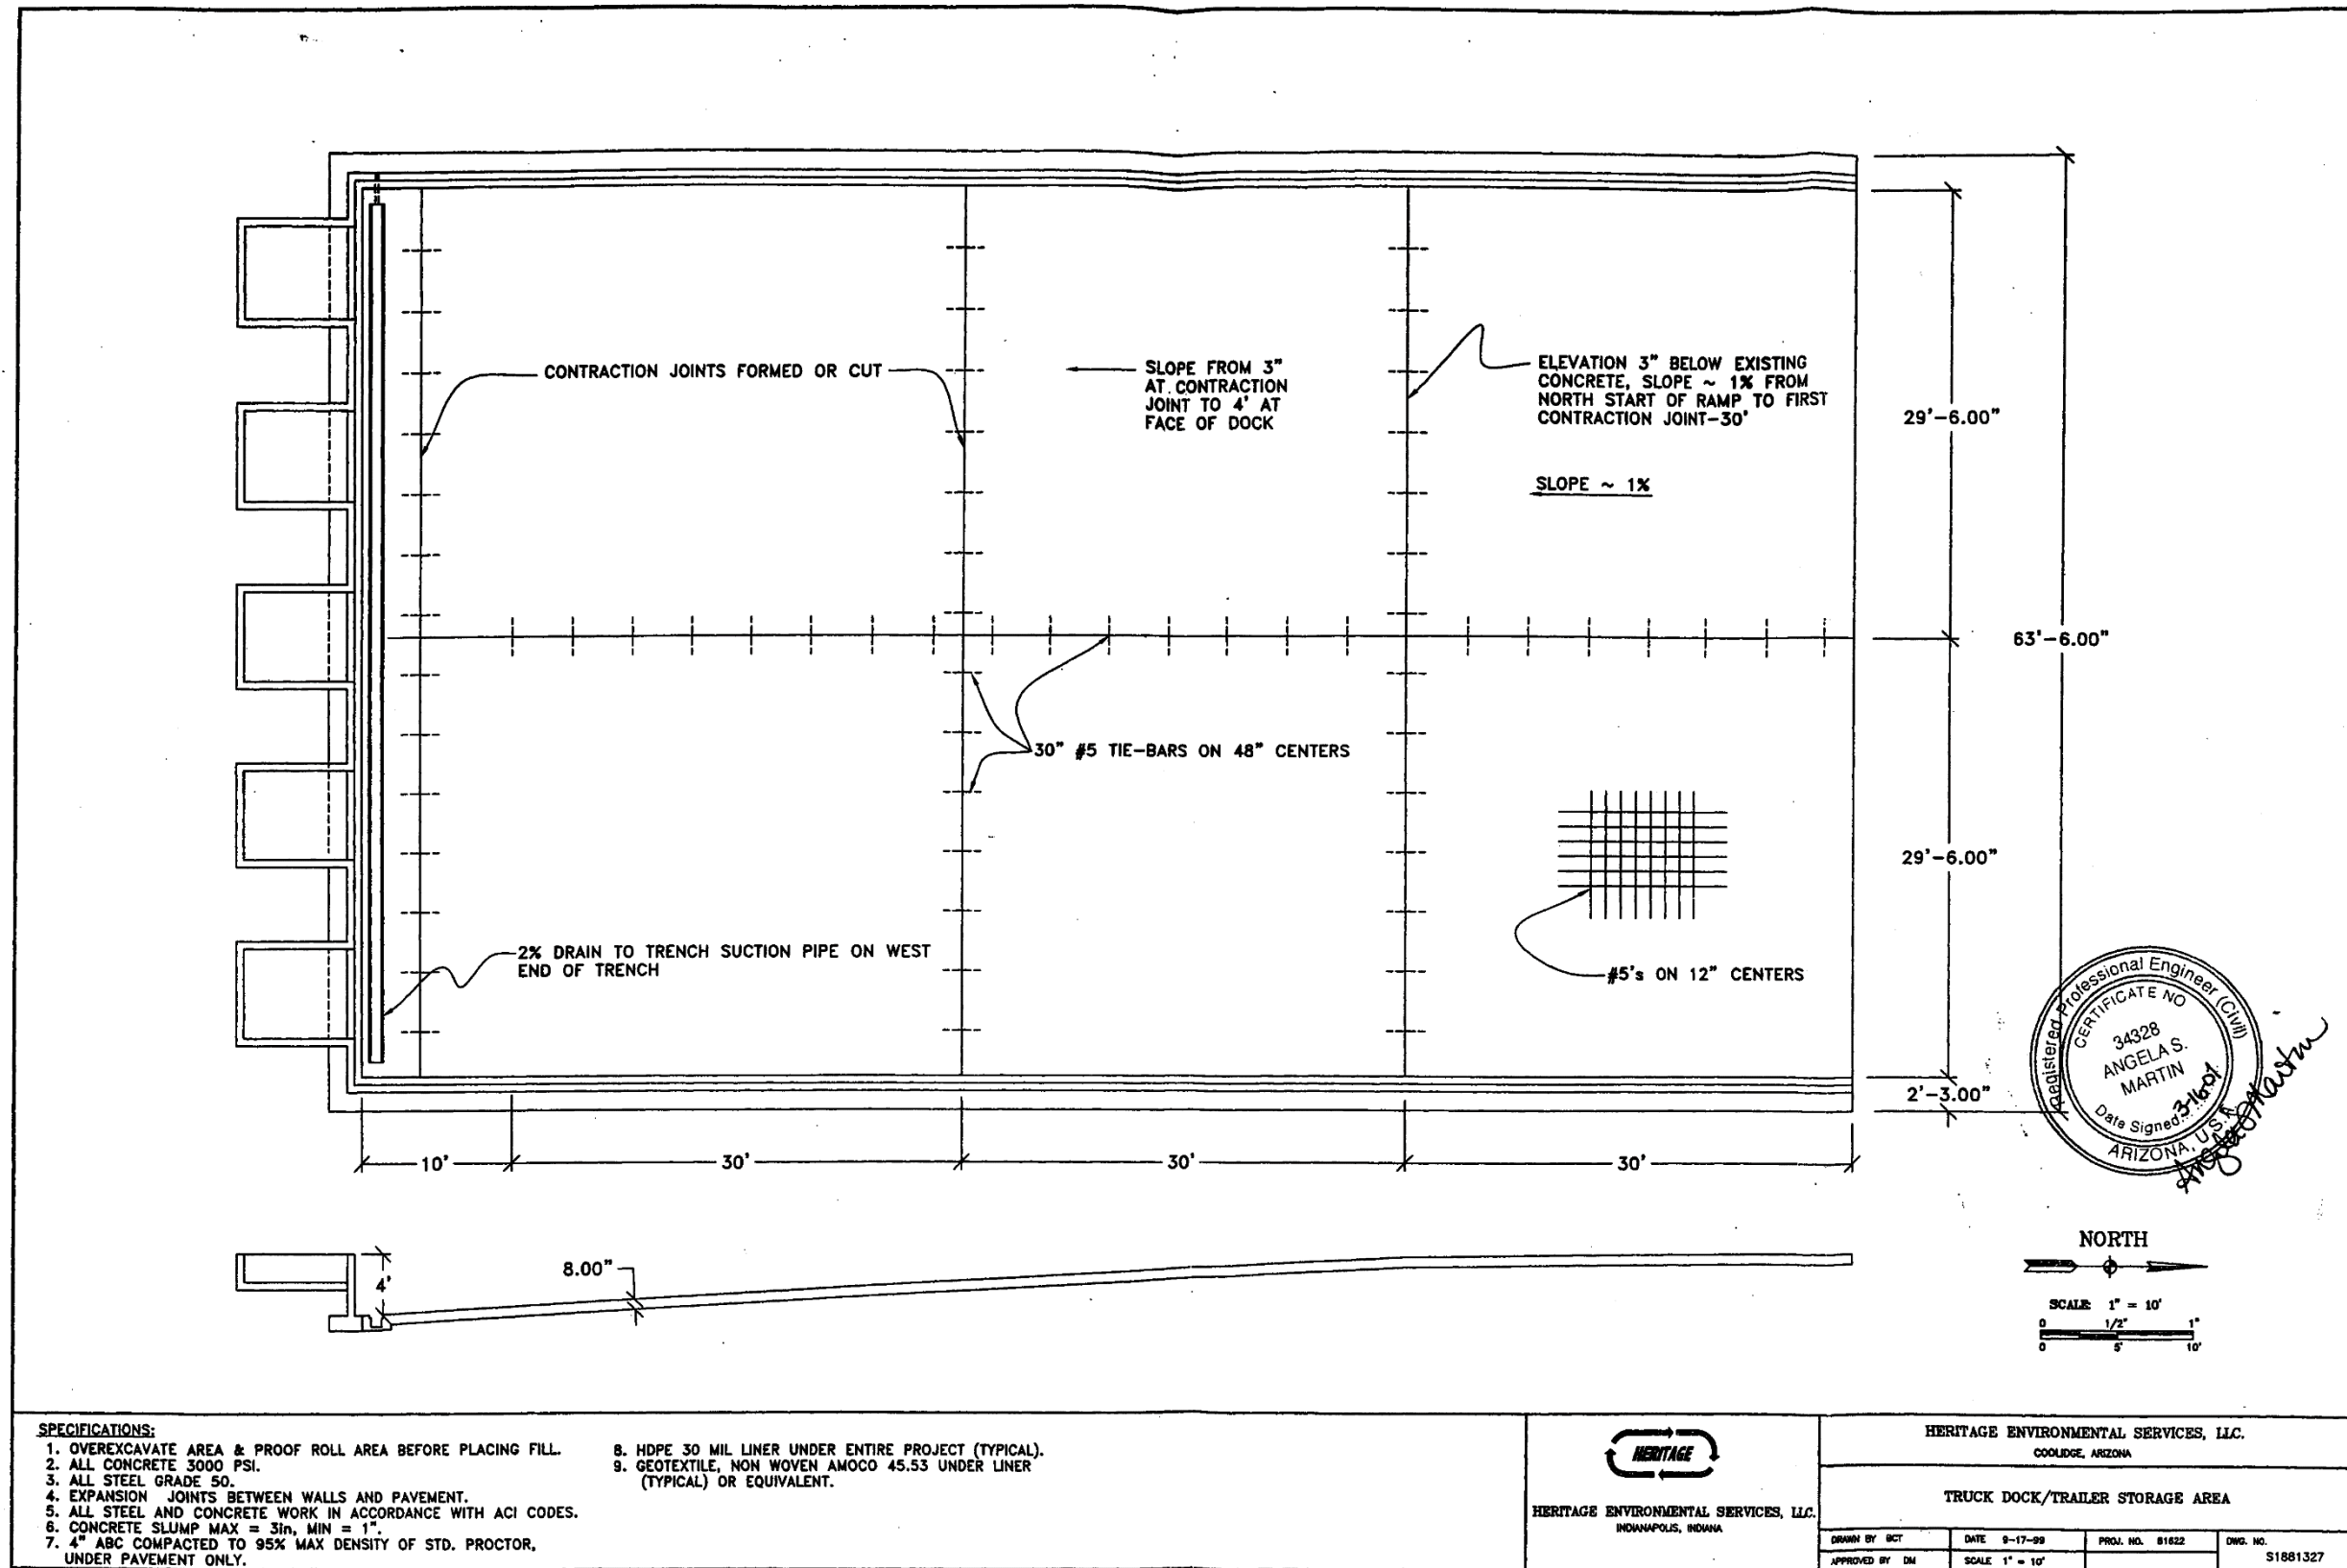 CONTRACTION JOINTS FORMED OR CUT
SLOPE FROM 3"
AT CONTRACTION
JOINT TO 4' AT
FACE OF DOCK
ELEVATION 3" BELOW EXISTING
CONCRETE, SLOPE ~ 1% FROM
NORTH START OF RAMP TO FIRST
CONTRACTION JOINT-30'
SLOPE ~ 1%
29'-6.00"
63'-6.00"
30" #5 TIE-BARS ON 48" CENTERS
29'-6.00"
2% DRAIN TO TRENCH SUCTION PIPE ON WEST
END OF TRENCH
#5's ON 12" CENTERS
2'-3.00"
10'
30'
30'
30'
Registered Professional Engineer (Civil)
CERTIFICATE NO
34328
ANGELA S.
MARTIN
Date Signed 3-16-01
ARIZONA, U.S.A.
Angela S Martin
8.00"
4'
NORTH
SCALE: 1" = 10'
0 1/2" 1"
0 5' 10'
SPECIFICATIONS:
1. OVEREXCAVATE AREA & PROOF ROLL AREA BEFORE PLACING FILL.
2. ALL CONCRETE 3000 PSI.
3. ALL STEEL GRADE 50.
4. EXPANSION JOINTS BETWEEN WALLS AND PAVEMENT.
5. ALL STEEL AND CONCRETE WORK IN ACCORDANCE WITH ACI CODES.
6. CONCRETE SLUMP MAX = 3in, MIN = 1".
7. 4" ABC COMPACTED TO 95% MAX DENSITY OF STD. PROCTOR,
UNDER PAVEMENT ONLY.
8. HDPE 30 MIL LINER UNDER ENTIRE PROJECT (TYPICAL).
9. GEOTEXTILE, NON WOVEN AMOCO 45.53 UNDER LINER
(TYPICAL) OR EQUIVALENT.
HERITAGE
HERITAGE ENVIRONMENTAL SERVICES, LLC.
INDIANAPOLIS, INDIANA
HERITAGE ENVIRONMENTAL SERVICES, LLC.
COOLIDGE, ARIZONA
TRUCK DOCK/TRAILER STORAGE AREA
DRAWN BY BCT
DATE 9-17-99
PROJ. NO. 81622
DWG. NO.
APPROVED BY DM
SCALE 1" = 10'
S1881327